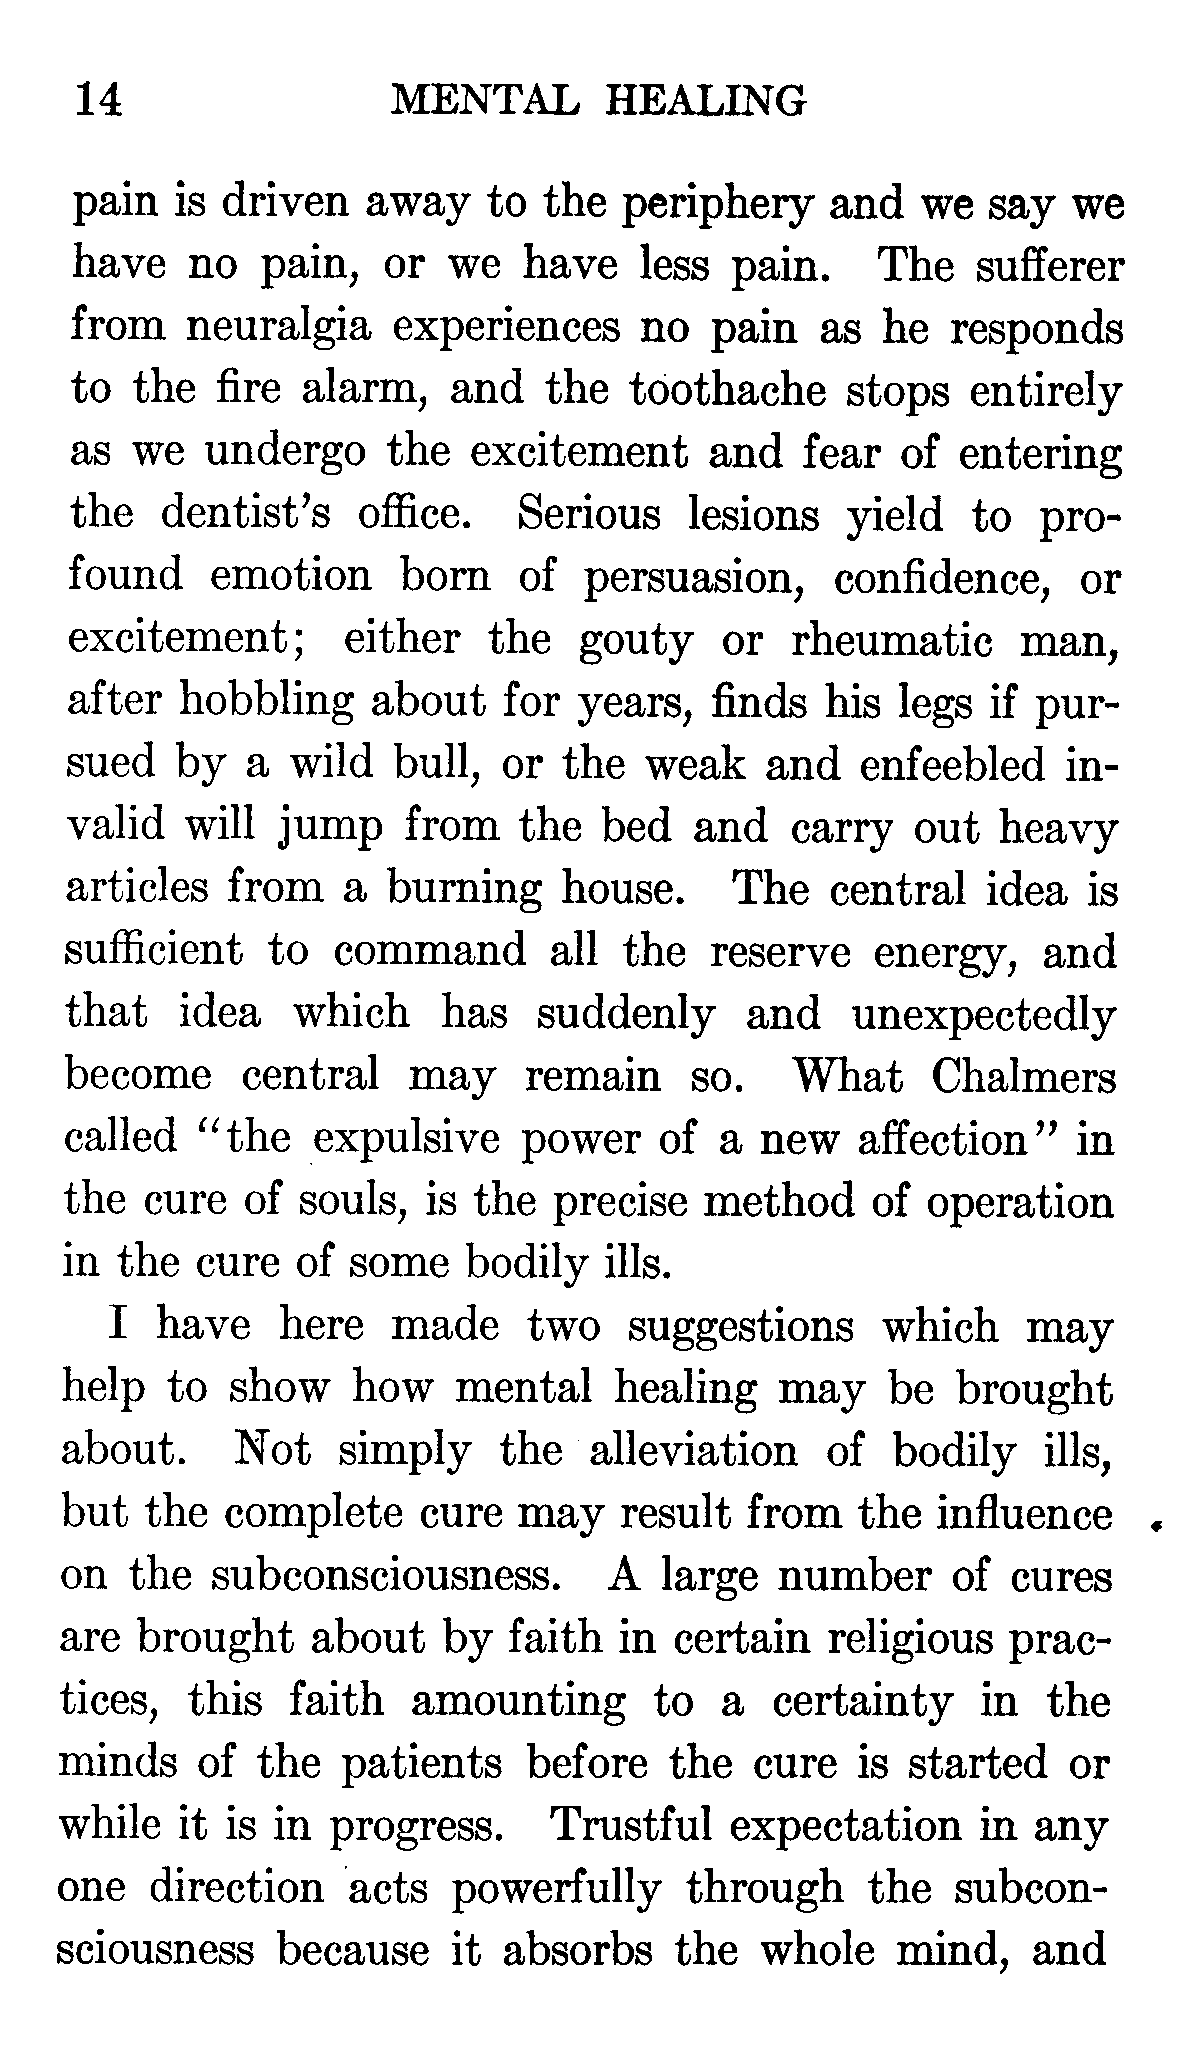 14 MENTAL HEALING
pain is driven away to the periphery and we say we
have no pain, or we have less pain. The sufferer
from neuralgia experiences no pain as he responds
to the fire alarm, and the toothache stops entirely
as we undergo the excitement and fear of entering
the dentist's office. Serious lesions yield to pro-
found emotion born of persuasion, confidence, or
excitement; either the gouty or rheumatic man,
after hobbling about for years, finds his legs if pur-
sued by a wild bull, or the weak and enfeebled in-
valid will jump from the bed and carry out heavy
articles from a burning house. The central idea is
sufficient to command all the reserve energy, and
that idea which has suddenly and unexpectedly
become central may remain so. What Chalmers
called "the expulsive power of a new affection" in
the cure of souls, is the precise method of operation
in the cure of some bodily ills.
I have here made two suggestions which may
help to show how mental healing may be brought
about. Not simply the alleviation of bodily ills,
but the complete cure may result from the influence
on the subconsciousness. A large number of cures
are brought about by faith in certain religious prac-
tices, this faith amounting to a certainty in the
minds of the patients before the cure is started or
while it is in progress. Trustful expectation in any
one direction acts powerfully through the subcon-
sciousness because it absorbs the whole mind, and